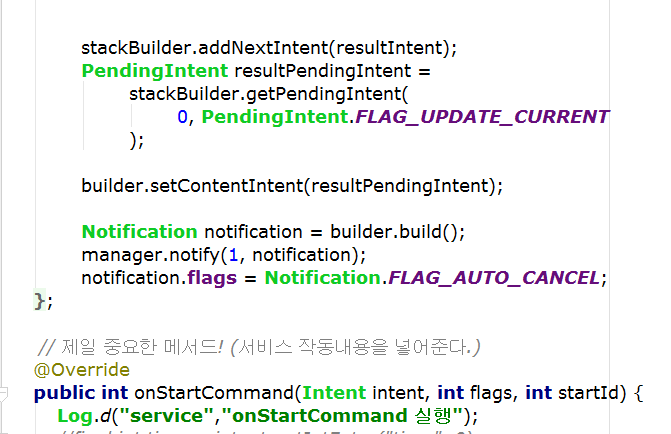 stackBuilder.addNextIntent(resultIntent);
PendingIntent resultPendingIntent =
stackBuilder.getPendingIntent(
0, PendingIntent.FLAG_UPDATE_CURRENT
);
builder.setContentIntent(resultPendingIntent);
Notification notification = builder.build();
manager.notify(1, notification);
notification.flags = Notification.FLAG_AUTO_CANCEL;
};
// 제일 중요한 메서드! (서비스 작동내용을 넣어준다.)
@Override
public int onStartCommand(Intent intent, int flags, int startId) {
Log.d("service","onStartCommand 실행");